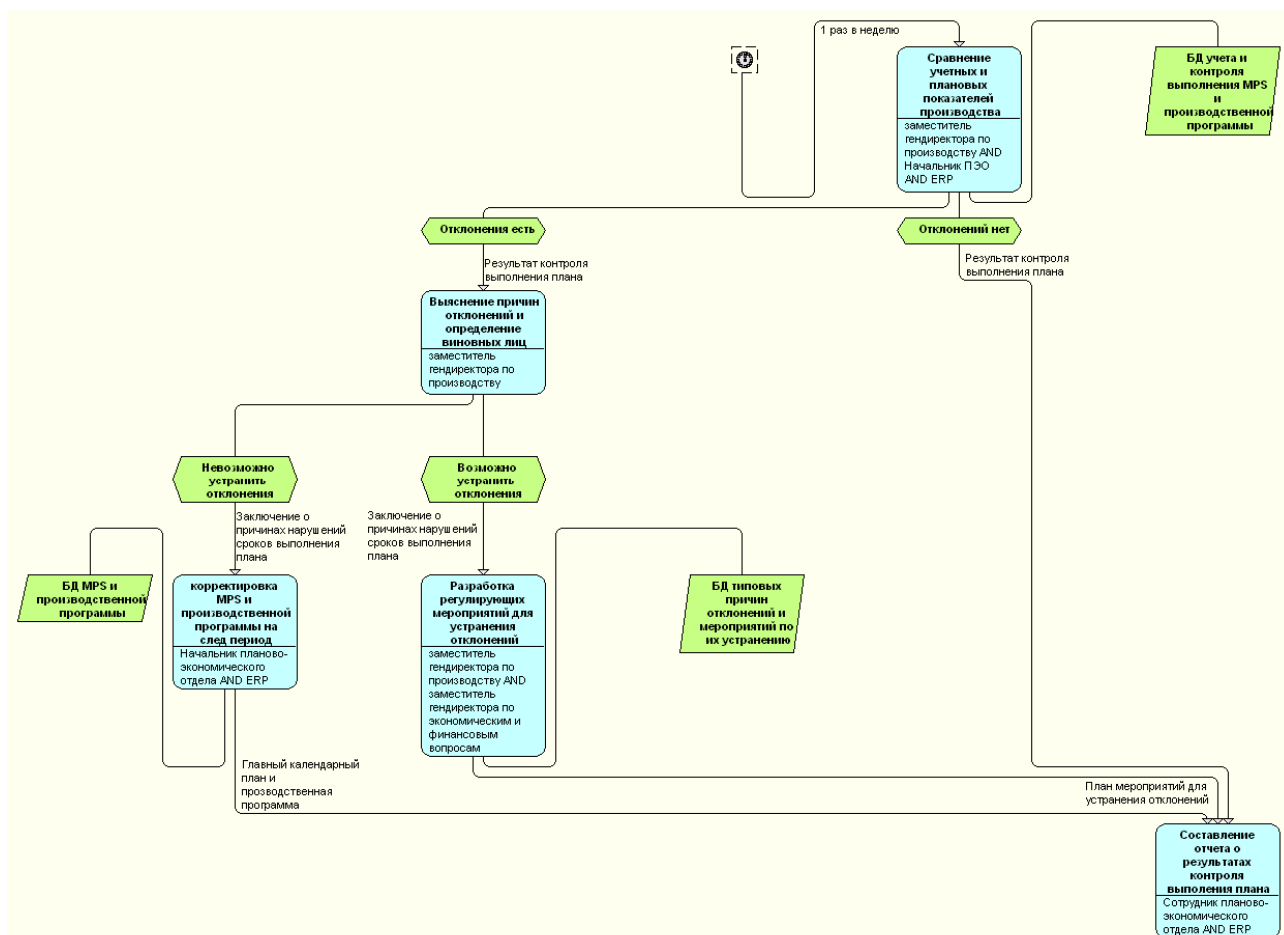 1 раз в неделю
Сравнение
учетных и
плановых
показателей
производства
заместитель
гендиректора по
производству AND
Начальник ПЭО
AND ERP
БД учета и
контроля
выполнения MPS
и
производственной
программы
Отклонения есть
Отклонений нет
Результат контроля
выполнения плана
Результат контроля
выполнения плана
Выяснение причин
отклонений и
определение
виновных лиц
заместитель
гендиректора по
производству
Невозможно
устранить
отклонения
Возможно
устранить
отклонения
Заключение о
причинах нарушений
сроков выполнения
плана
Заключение о
причинах нарушений
сроков выполнения
плана
БД MPS и
производственной
программы
корректировка
MPS и
производственной
программы на
след период
Начальник планово-
экономического
отдела AND ERP
Разработка
регулирующих
мероприятий для
устранения
отклонений
заместитель
гендиректора по
производству AND
заместитель
гендиректора по
экономическим и
финансовым
вопросам
БД типовых
причин
отклонений и
мероприятий по
их устранению
Главный календарный
план и
прозводственная
программа
План мероприятий для
устранения отклонений
Составление
отчета о
результатах
контроля
выполения плана
Сотрудник планово-
экономического
отдела AND ERP